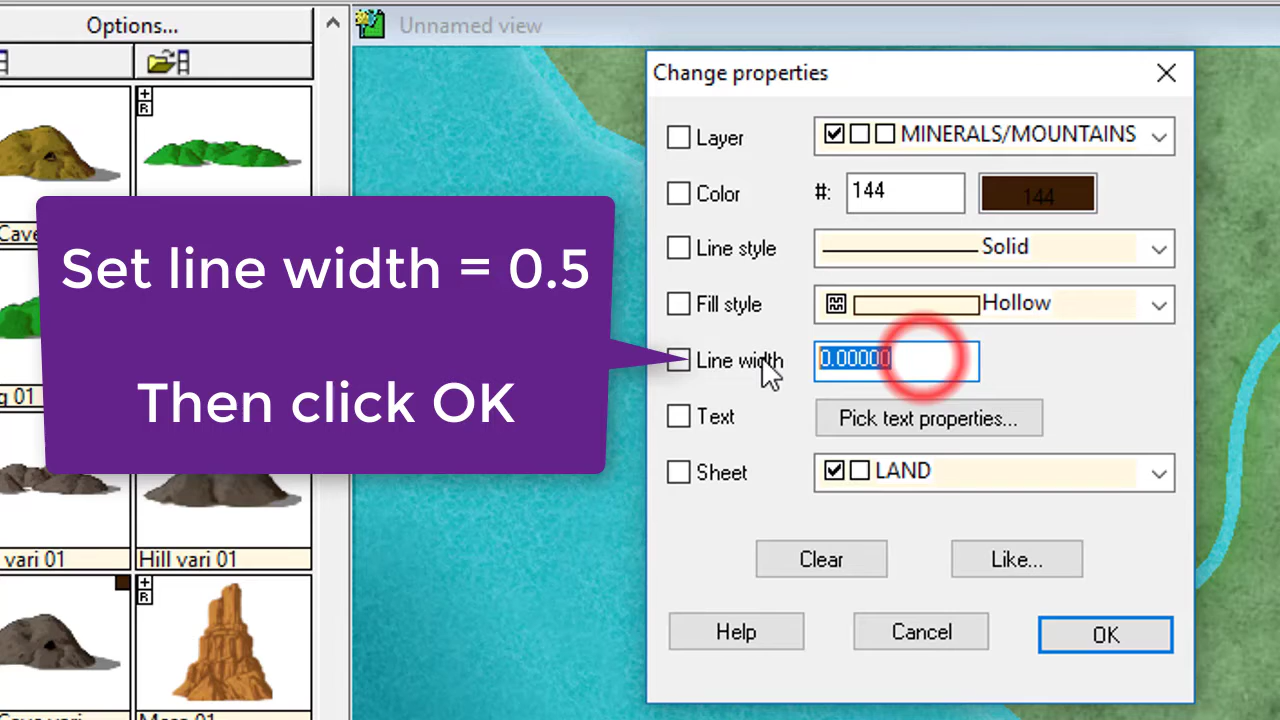 Options...
Unnamed view
Change properties
Layer
MINERALS/MOUNTAINS
Color
#:
144
144
Line style
Solid
Fill style
Hollow
Line width
0.00000
Text
Pick text properties...
Sheet
LAND
Clear
Like...
Help
Cancel
OK
Set line width = 0.5
Then click OK
+
R
Cave
g 01
vari 01
Hill vari 01
+
R
Cave vari
Mesa 01